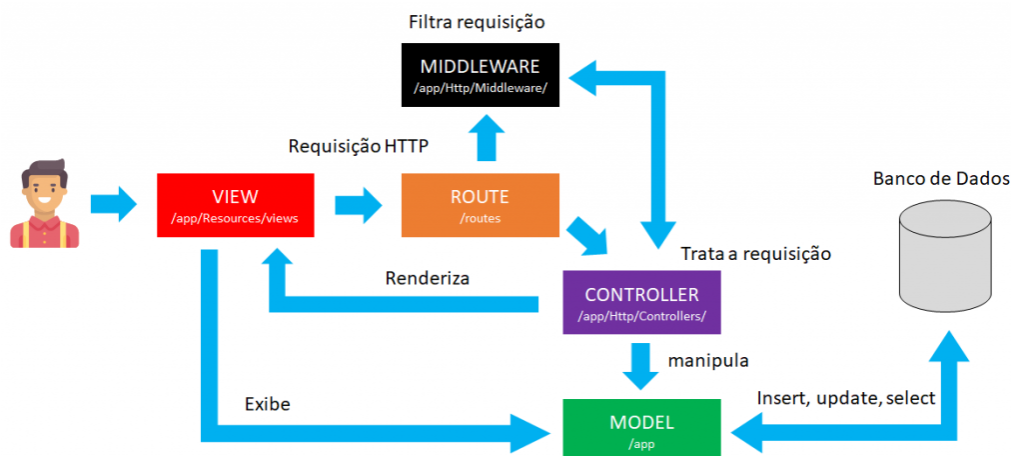 Filtra requisição
MIDDLEWARE
/app/Http/Middleware/
Requisição HTTP
VIEW
/app/Resources/views
ROUTE
/routes
Banco de Dados
Trata a requisição
Renderiza
CONTROLLER
/app/Http/Controllers/
manipula
Exibe
Insert, update, select
MODEL
/app